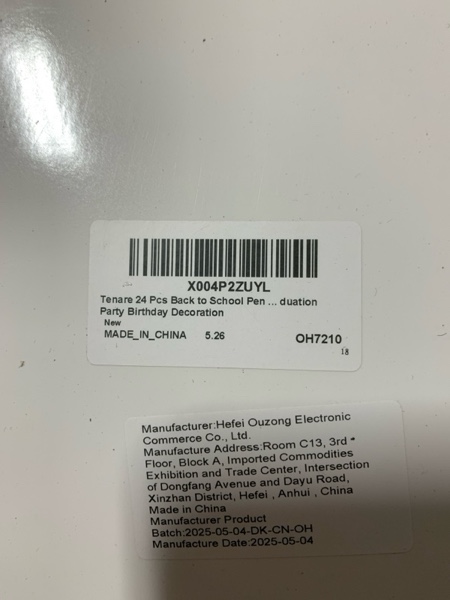 X004P2ZUYL
Tenare 24 Pcs Back to School Pen ... duation
Party Birthday Decoration
New
MADE_IN_CHINA 5.26 OH7210
18
Manufacturer:Hefei Ouzong Electronic
Commerce Co., Ltd.
Manufacture Address:Room C13, 3rd *
Floor, Block A, Imported Commodities
Exhibition and Trade Center, Intersection
of Dongfang Avenue and Dayu Road,
Xinzhan District, Hefei , Anhui , China
Made in China
Manufacturer Product
Batch:2025-05-04-DK-CN-OH
Manufacture Date:2025-05-04